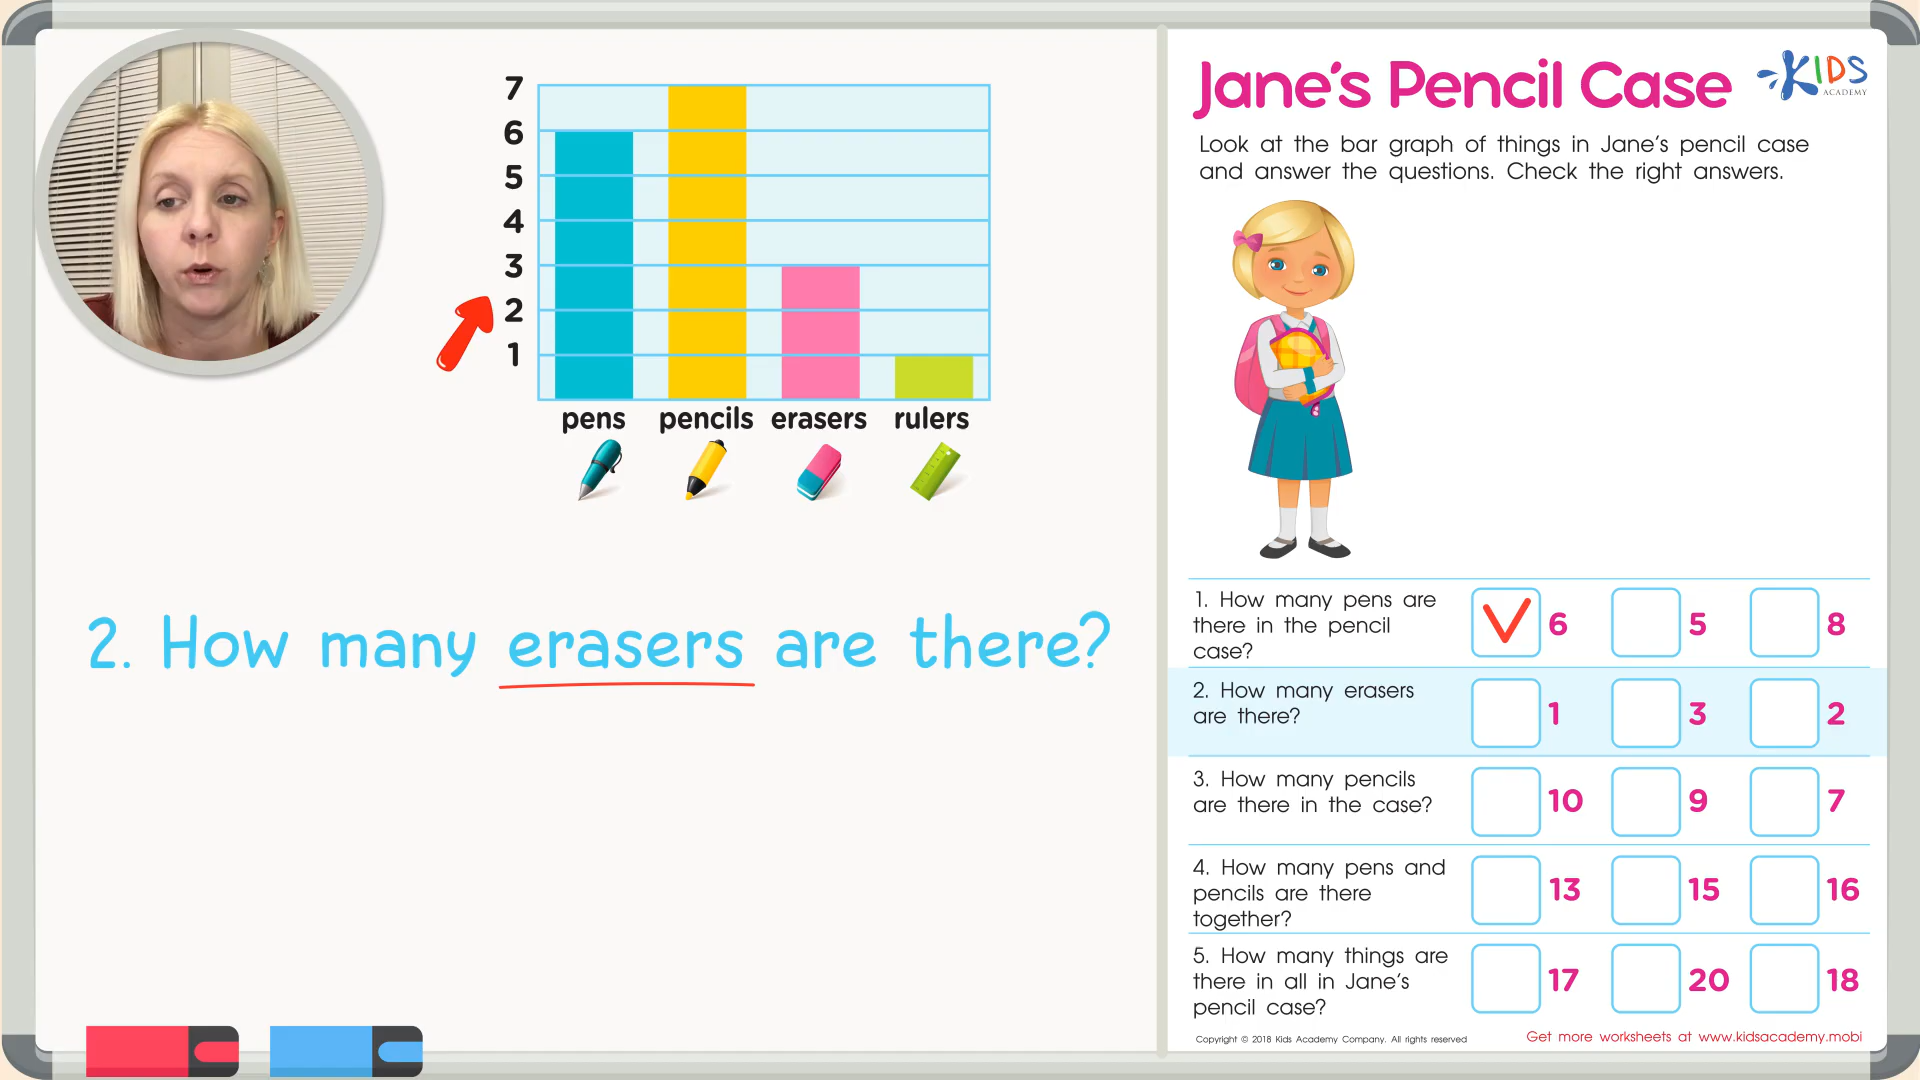 7
6
5
4
3
2
1
pens pencils erasers rulers
2. How many erasers are there?
Jane's Pencil Case
KIDS
ACADEMY
Look at the bar graph of things in Jane's pencil case
and answer the questions. Check the right answers.
1. How many pens are
there in the pencil
case?
6 5 8
2. How many erasers
are there?
1 3 2
3. How many pencils
are there in the case?
10 9 7
4. How many pens and
pencils are there
together?
13 15 16
5. How many things are
there in all in Jane's
pencil case?
17 20 18
Copyright © 2018 Kids Academy Company. All rights reserved
Get more worksheets at www.kidsacademy.mobi